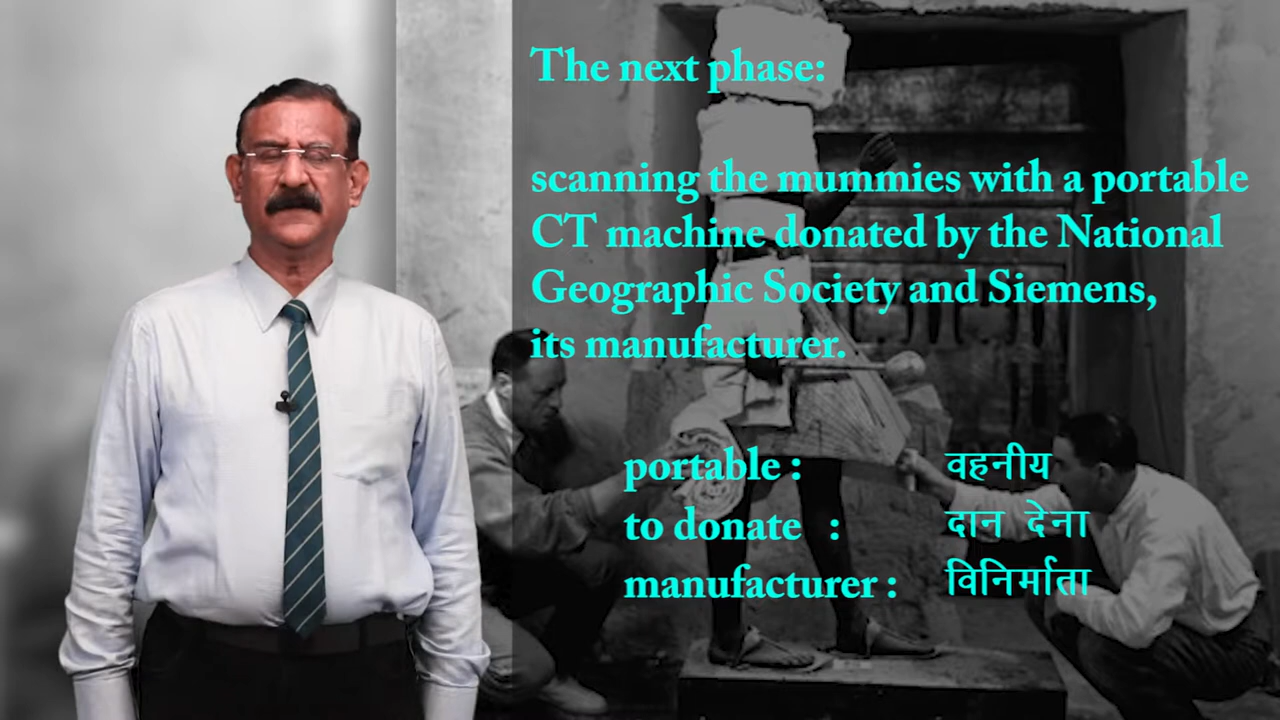 The next phase:
scanning the mummies with a portable
CT machine donated by the National
Geographic Society and Siemens,
its manufacturer.
portable : वहनीय
to donate : दान देना
manufacturer : विनिर्माता